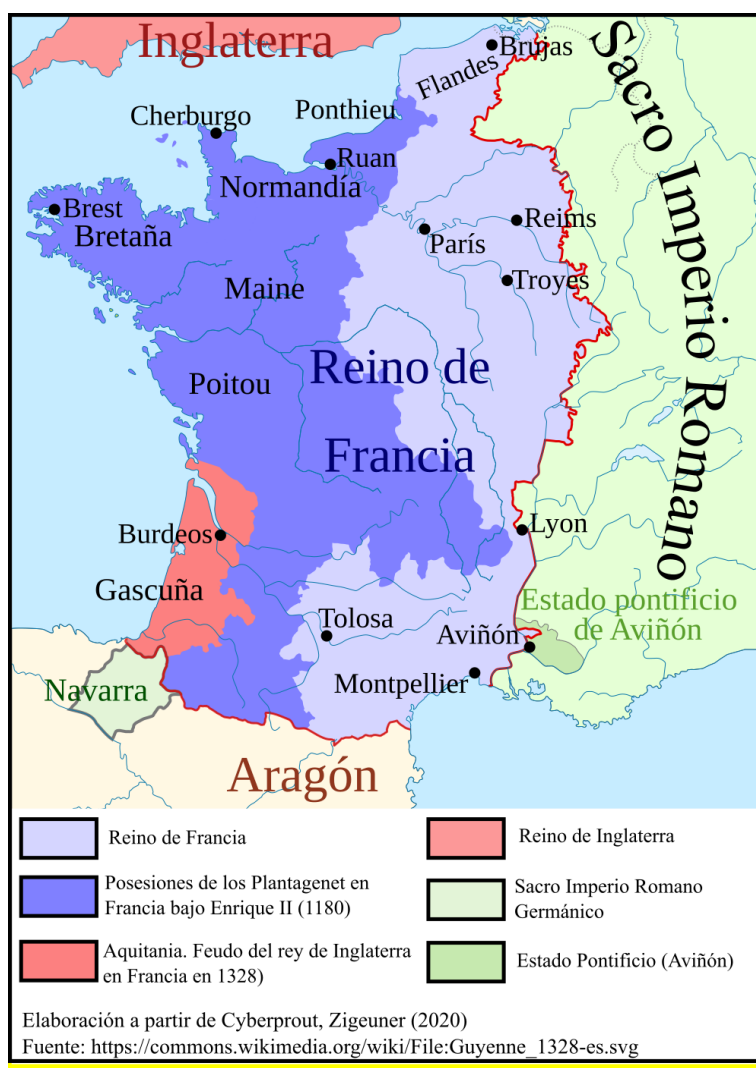 Inglaterra
Brujas
Flandes
Sacro Imperio Romano
Cherburgo
Ponthieu
Ruan
Normandía
Brest
Bretaña
Reims
París
Troyes
Maine
Reino de
Francia
Poitou
Burdeos
Lyon
Gascuña
Estado pontificio
de Aviñón
Tolosa
Aviñón
Montpellier
Navarra
Aragón
Reino de Francia
Reino de Inglaterra
Posesiones de los Plantagenet en
Francia bajo Enrique II (1180)
Sacro Imperio Romano
Germánico
Aquitania. Feudo del rey de Inglaterra
en Francia en 1328)
Estado Pontificio (Aviñón)
Elaboración a partir de Cyberprout, Zigeuner (2020)
Fuente: https://commons.wikimedia.org/wiki/File:Guyenne_1328-es.svg